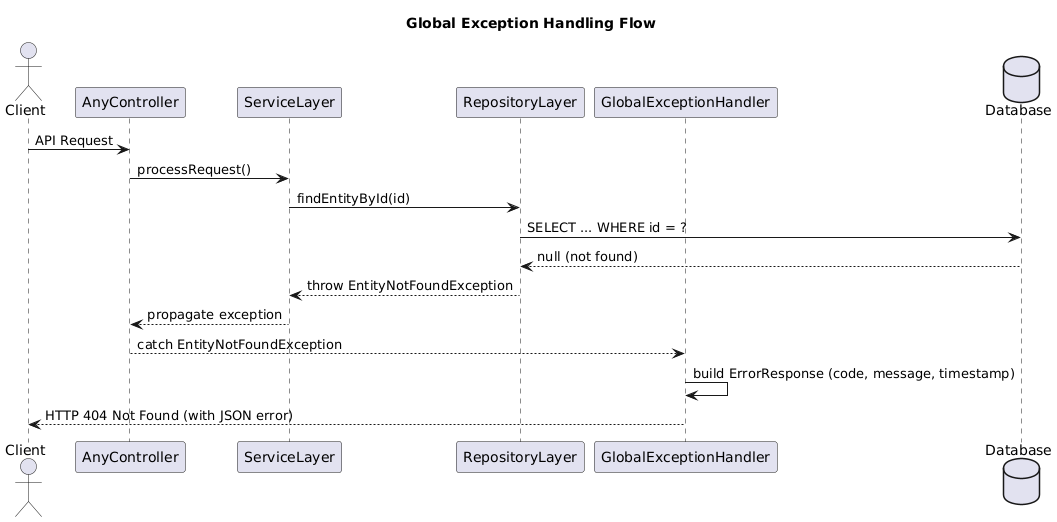 Global Exception Handling Flow
Client
AnyController
ServiceLayer
RepositoryLayer
GlobalExceptionHandler
Database
API Request
processRequest()
findEntityById(id)
SELECT ... WHERE id = ?
null (not found)
throw EntityNotFoundException
propagate exception
catch EntityNotFoundException
build ErrorResponse (code, message, timestamp)
HTTP 404 Not Found (with JSON error)
Client
AnyController
ServiceLayer
RepositoryLayer
GlobalExceptionHandler
Database